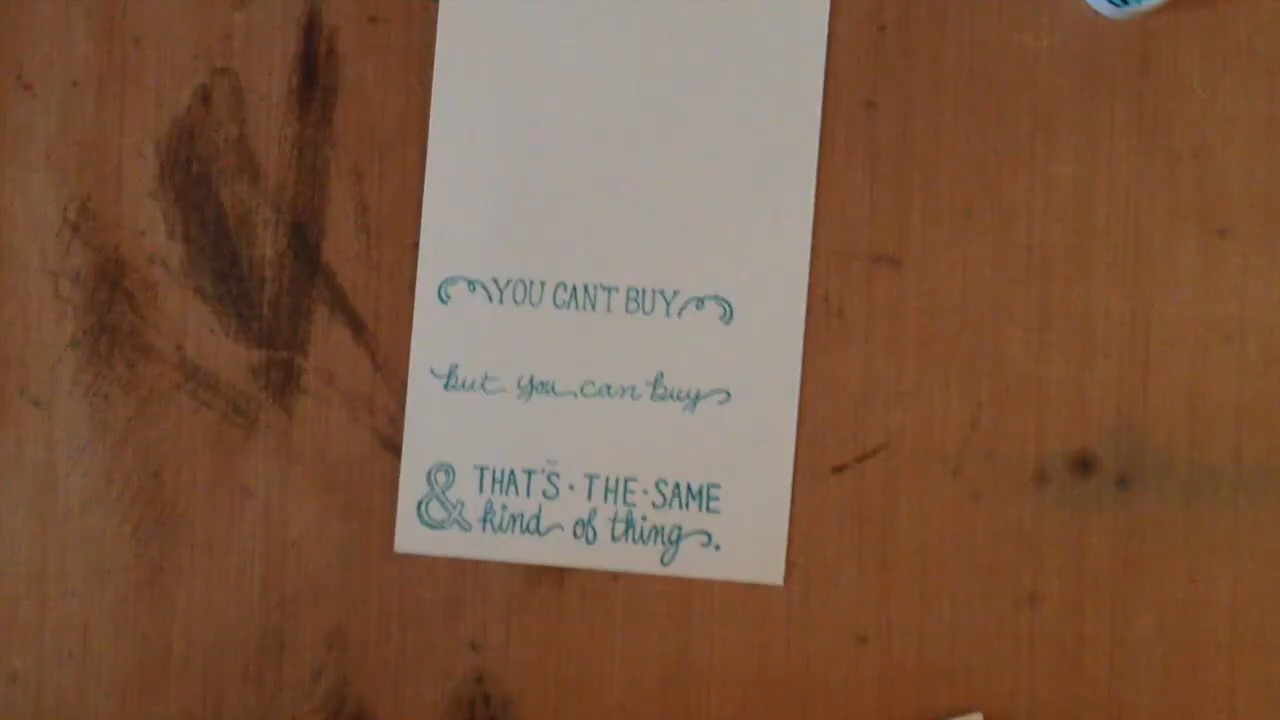 YOU CAN'T BUY
but you can buy
& THAT'S · THE · SAME
kind of thing.